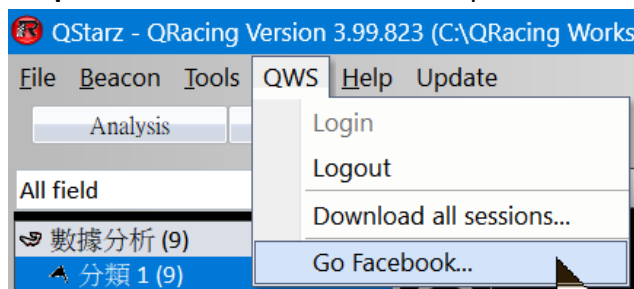 QStarz - QRacing Version 3.99.823 (C:\QRacing Works
File Beacon Tools QWS Help Update
Analysis
Login
Logout
All field
Download all sessions...
數據分析 (9)
Go Facebook...
分類 1 (9)